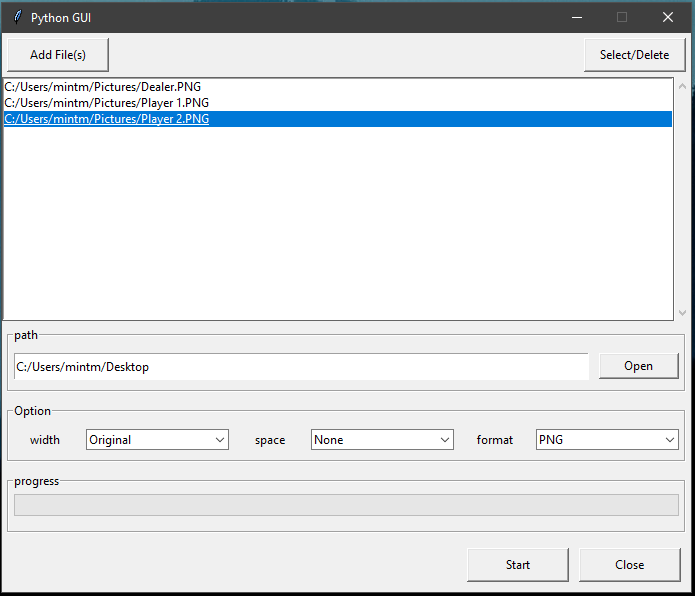 Python GUI
Add File(s)
Select/Delete
C:/Users/mintm/Pictures/Dealer.PNG
C:/Users/mintm/Pictures/Player 1.PNG
C:/Users/mintm/Pictures/Player 2.PNG
path
C:/Users/mintm/Desktop
Open
Option
width
Original
space
None
format
PNG
progress
Start
Close